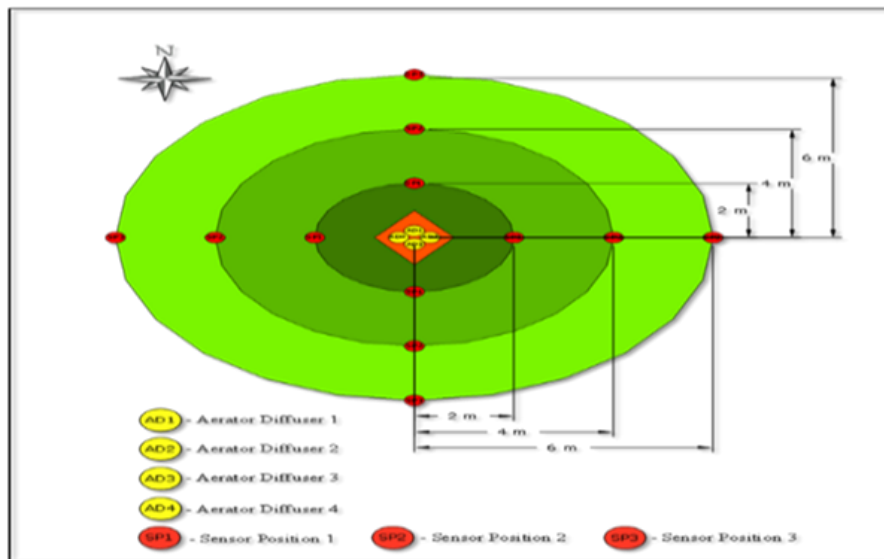 N
6 m
4 m
2 m
2 m
4 m
6 m
AD1 - Aerator Diffuser 1
AD2 - Aerator Diffuser 2
AD3 - Aerator Diffuser 3
AD4 - Aerator Diffuser 4
SP1 - Sensor Position 1 SP2 - Sensor Position 2 SP3 - Sensor Position 3